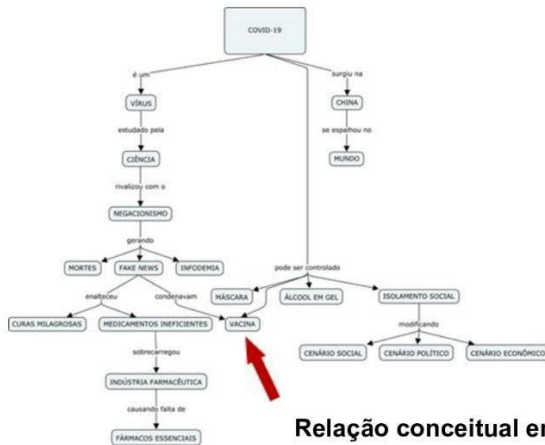 COVID-19
é um
surgiu na
VÍRUS
CHINA
estudado pela
se espalhou no
CIÊNCIA
MUNDO
rivalizou com o
NEGACIONISMO
gerando
MORTES
FAKE NEWS
INFODEMIA
pode ser controlado
enalteceu
condenavam
MÁSCARA
ÁLCOOL EM GEL
ISOLAMENTO SOCIAL
CURAS MILAGROSAS
MEDICAMENTOS INEFICIENTES
VACINA
modificando
sobrecarregou
CENÁRIO SOCIAL
CENÁRIO POLÍTICO
CENÁRIO ECONÔMICO
INDÚSTRIA FARMACÊUTICA
causando falta de
Relação conceitual em
FÁRMACOS ESSENCIAIS